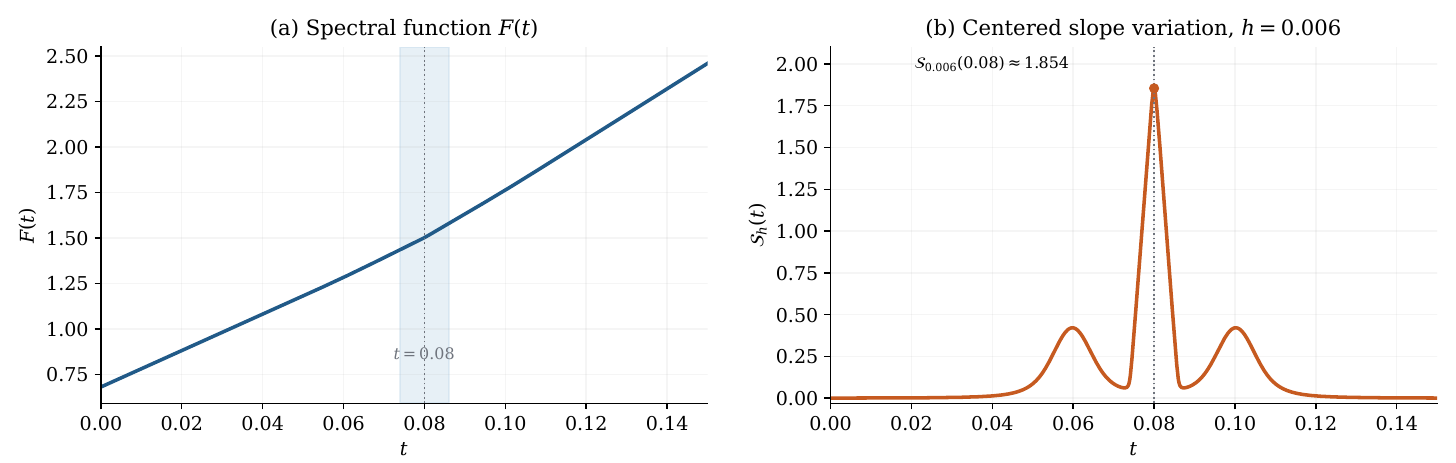 (a) Spectral function F(t)
2.50
2.25
2.00
1.75
1.50
1.25
1.00
0.75
F(t)
t = 0.08
0.00 0.02 0.04 0.06 0.08 0.10 0.12 0.14
t
(b) Centered slope variation, h = 0.006
𝒮₀.₀₀₆(0.08) ≈ 1.854
2.00
1.75
1.50
1.25
1.00
0.75
0.50
0.25
0.00
𝒮ₕ(t)
0.00 0.02 0.04 0.06 0.08 0.10 0.12 0.14
t